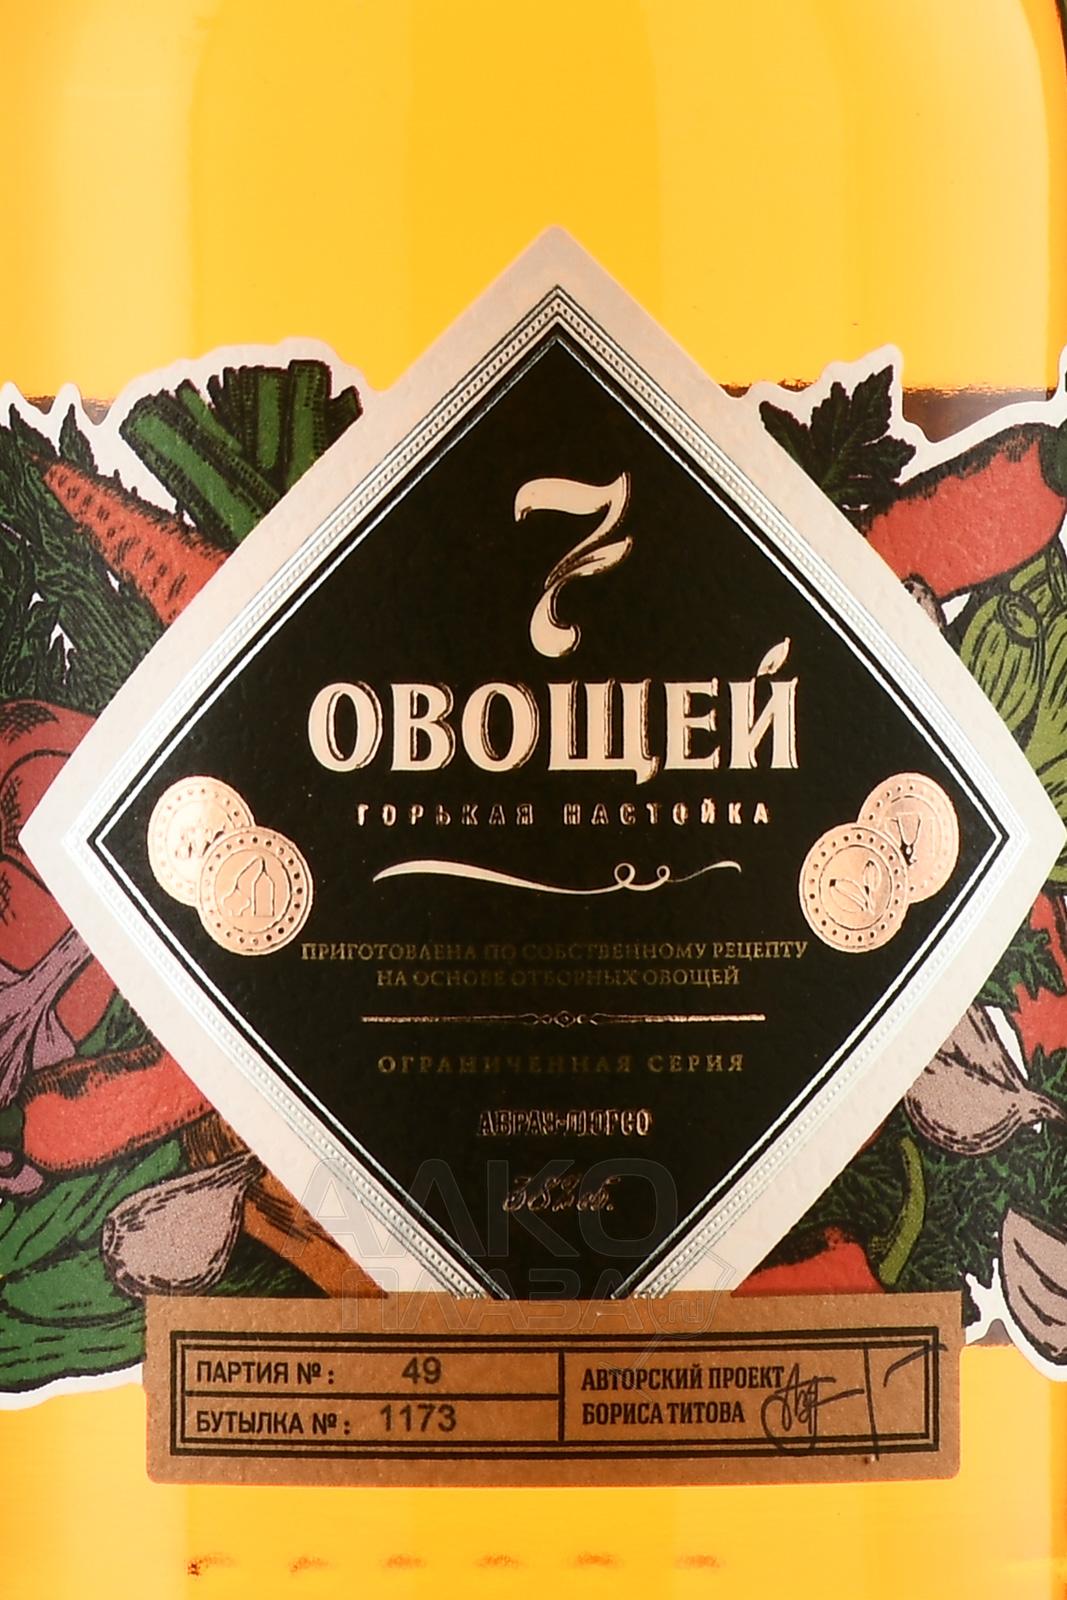 7
ОВОЩЕЙ
ГОРЬКАЯ НАСТОЙКА
ПРИГОТОВЛЕНА ПО СОБСТВЕННОМУ РЕЦЕПТУ
НА ОСНОВЕ ОТБОРНЫХ ОВОЩЕЙ
ОГРАНИЧЕННАЯ СЕРИЯ
АБРАУ-ДЮРСО
АЛКО
ПЛАЗА.ru
ПАРТИЯ №: 49
БУТЫЛКА №: 1173
АВТОРСКИЙ ПРОЕКТ
БОРИСА ТИТОВА